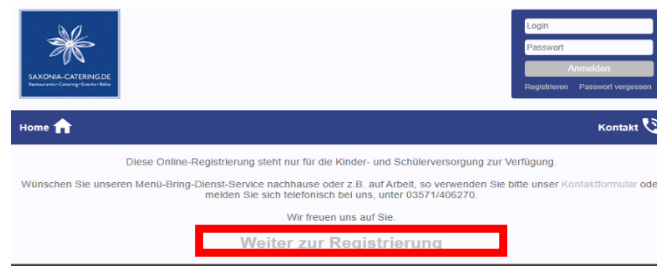 SAXONIA-CATERING.DE
Restaurants•Catering•Events•Bälle
Login
Passwort
Anmelden
Registrieren Passwort vergessen
Home
Kontakt
Diese Online-Registrierung steht nur für die Kinder- und Schülerversorgung zur Verfügung.
Wünschen Sie unseren Menü-Bring-Dienst-Service nachhause oder z.B. auf Arbeit, so verwenden Sie bitte unser Kontaktformular ode
melden Sie sich telefonisch bei uns, unter 03571/406270.
Wir freuen uns auf Sie.
Weiter zur Registrierung